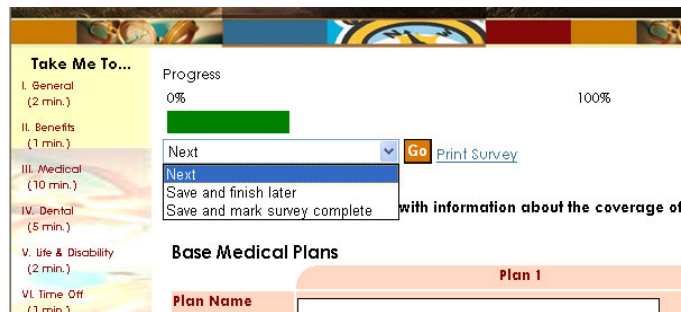 Take Me To...
I. General
(2 min.)
II. Benefits
(1 min.)
III. Medical
(10 min.)
IV. Dental
(5 min.)
V. Life & Disability
(2 min.)
VI. Time Off
(1 min.)
Progress
0% 100%
Next Go Print Survey
Next
Save and finish later
Save and mark survey complete
with information about the coverage of
Base Medical Plans
Plan 1
Plan Name